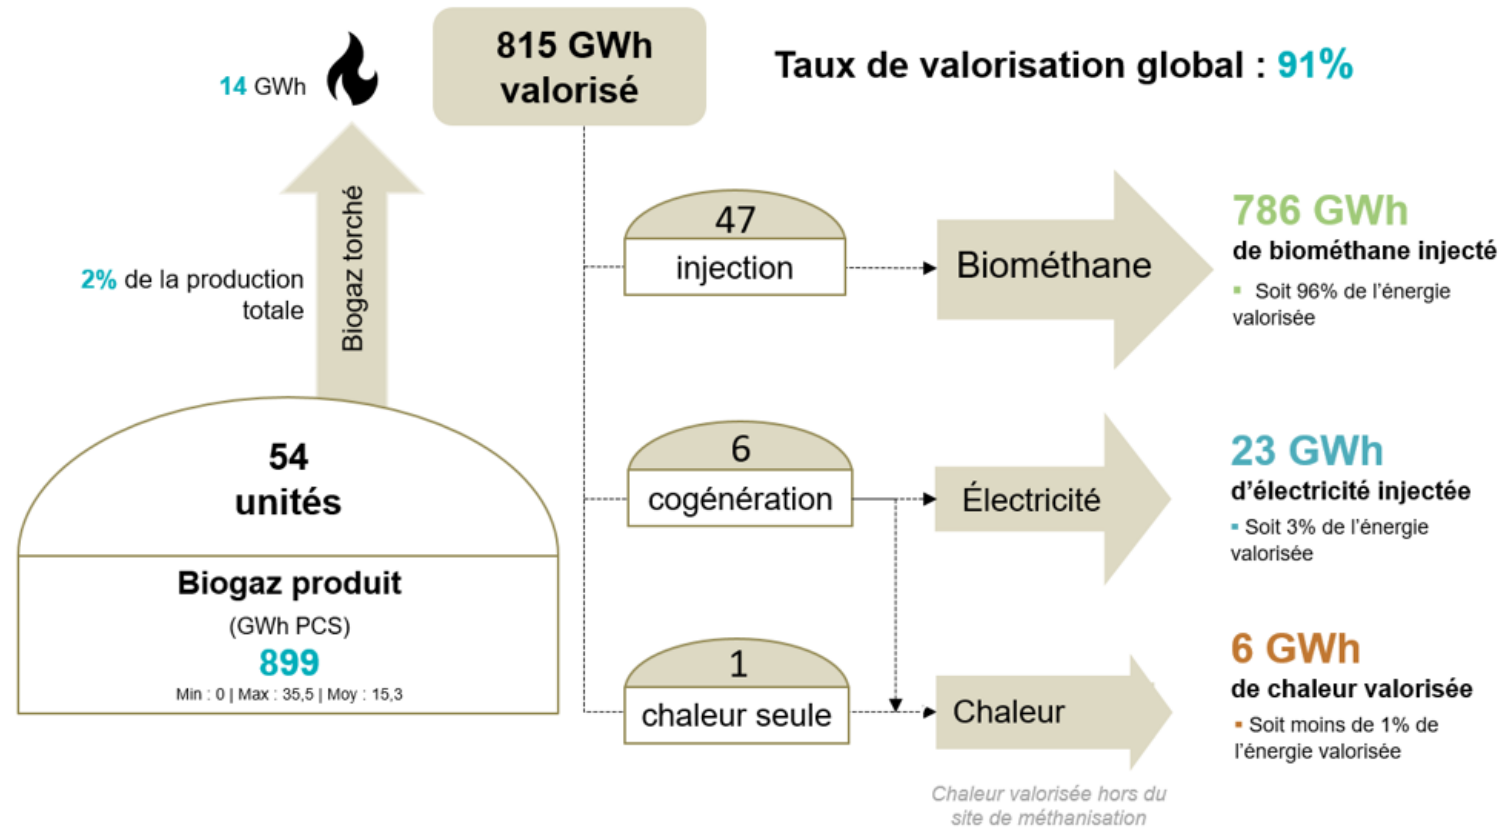 815 GWh
valorisé
Taux de valorisation global : 91%
14 GWh
Biogaz torché
2% de la production
totale
54
unités
Biogaz produit
(GWh PCS)
899
Min : 0 | Max : 35,5 | Moy : 15,3
47
injection
Biométhane
786 GWh
de biométhane injecté
▪ Soit 96% de l'énergie
valorisée
6
cogénération
Électricité
23 GWh
d'électricité injectée
▪ Soit 3% de l'énergie
valorisée
1
chaleur seule
Chaleur
6 GWh
de chaleur valorisée
▪ Soit moins de 1% de
l'énergie valorisée
Chaleur valorisée hors du
site de méthanisation